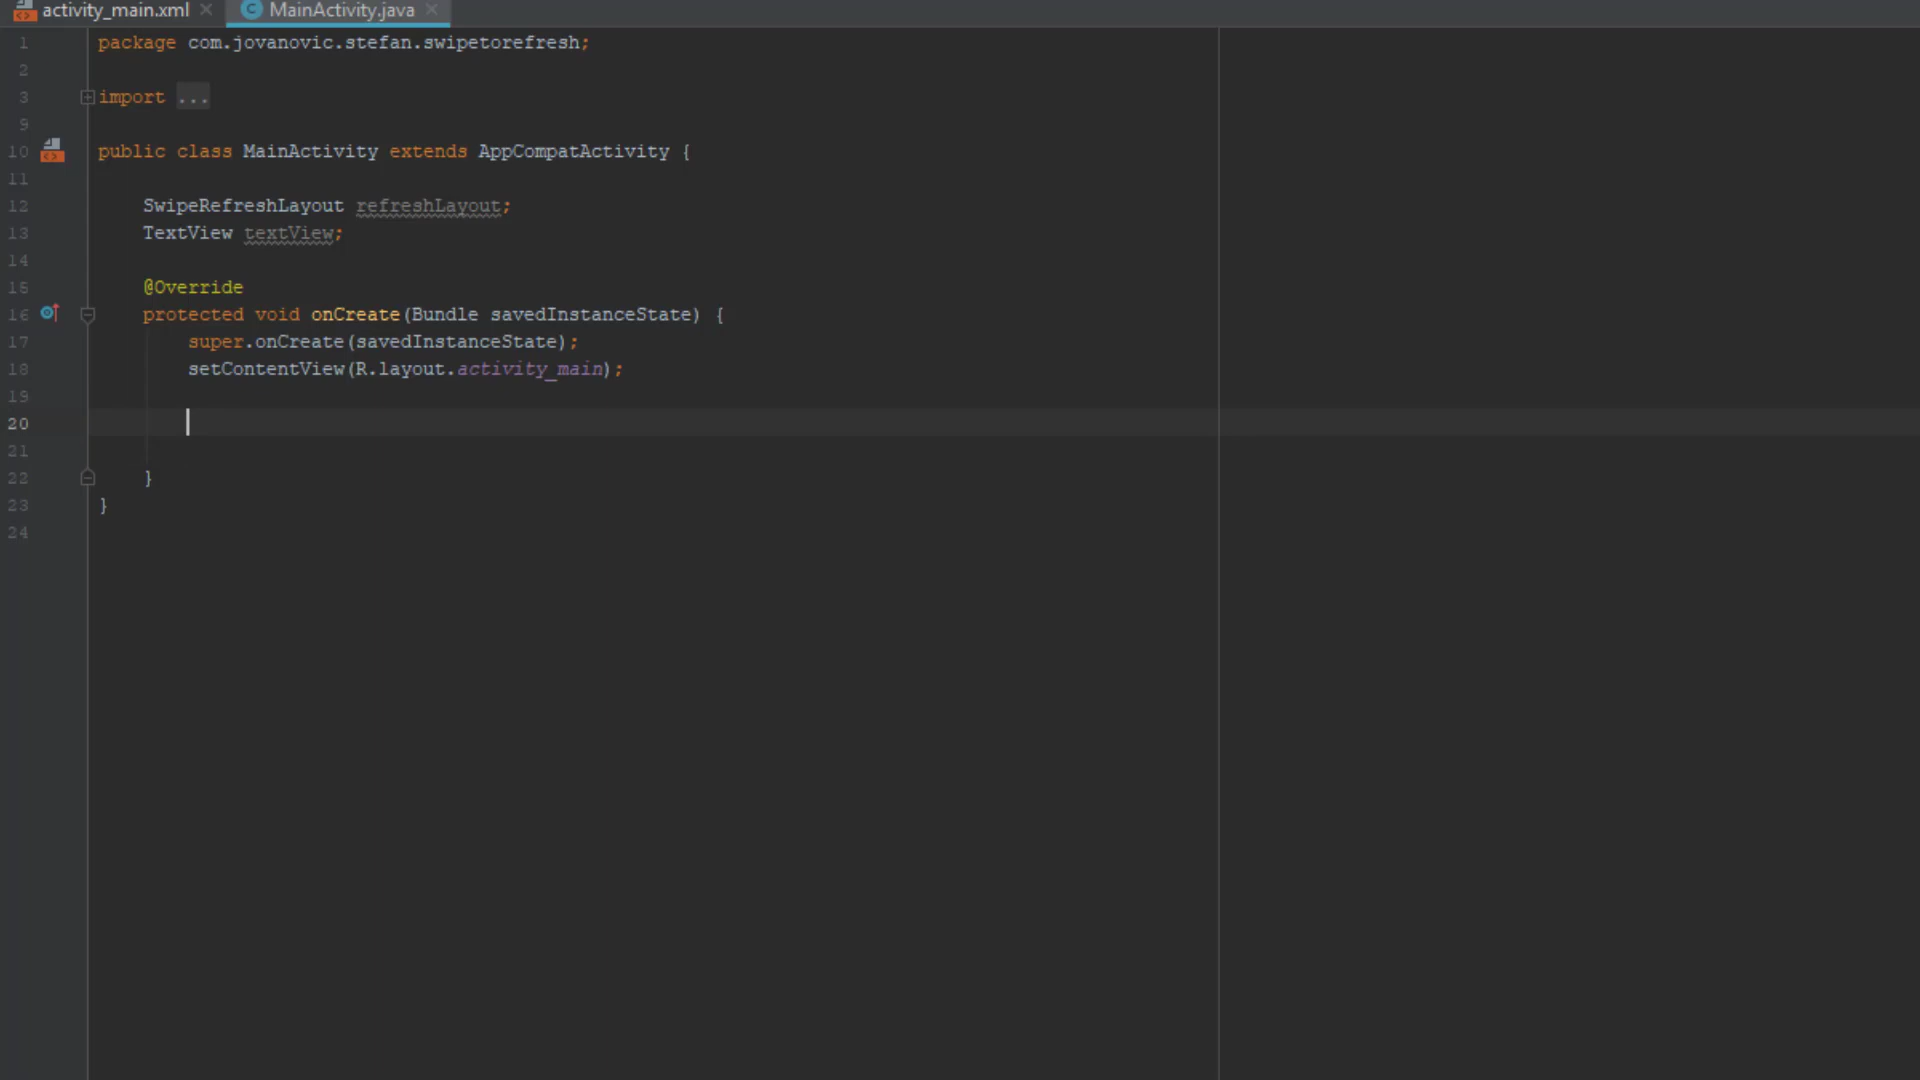 activity_main.xml MainActivity.java
1 package com.jovanovic.stefan.swipetorefresh;
2
3 import ...
9
10 public class MainActivity extends AppCompatActivity {
11
12 SwipeRefreshLayout refreshLayout;
13 TextView textView;
14
15 @Override
16 protected void onCreate(Bundle savedInstanceState) {
17 super.onCreate(savedInstanceState);
18 setContentView(R.layout.activity_main);
19
20
21
22 }
23 }
24